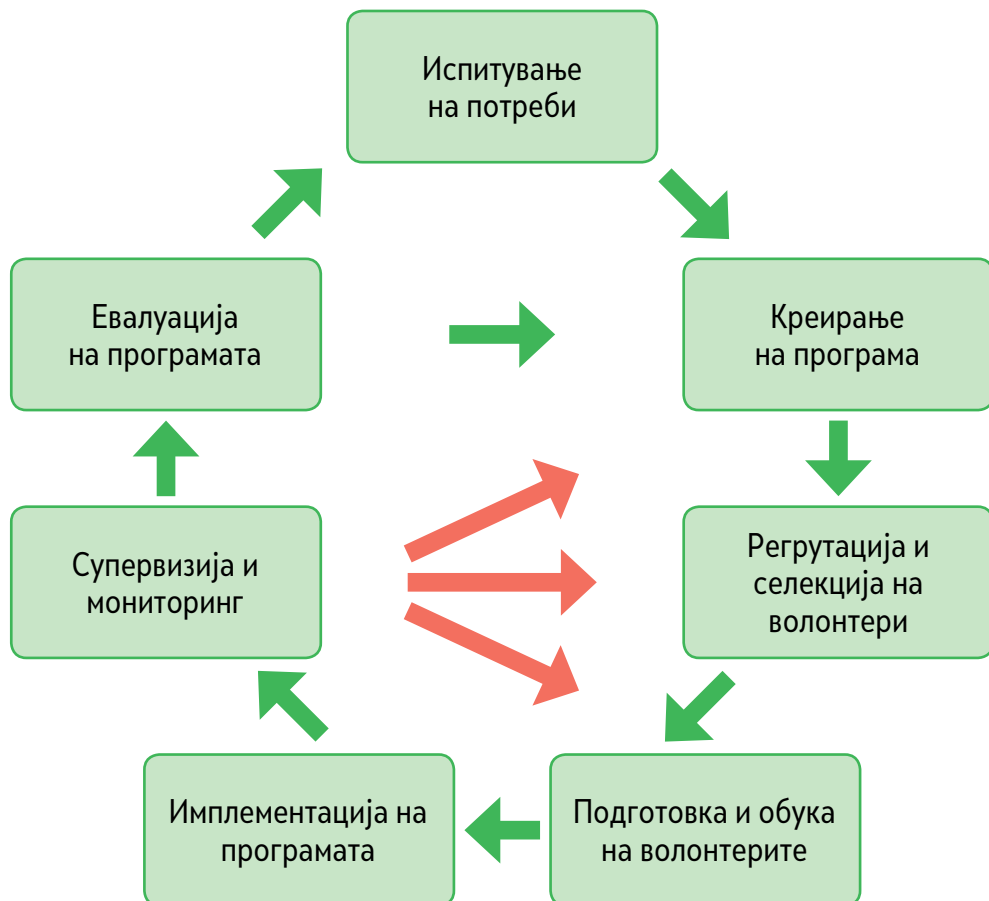 Испитување
на потреби
Евалуација
на програмата
Креирање
на програма
Супервизија и
мониторинг
Регрутација и
селекција на
волонтери
Имплементација на
програмата
Подготовка и обука
на волонтерите